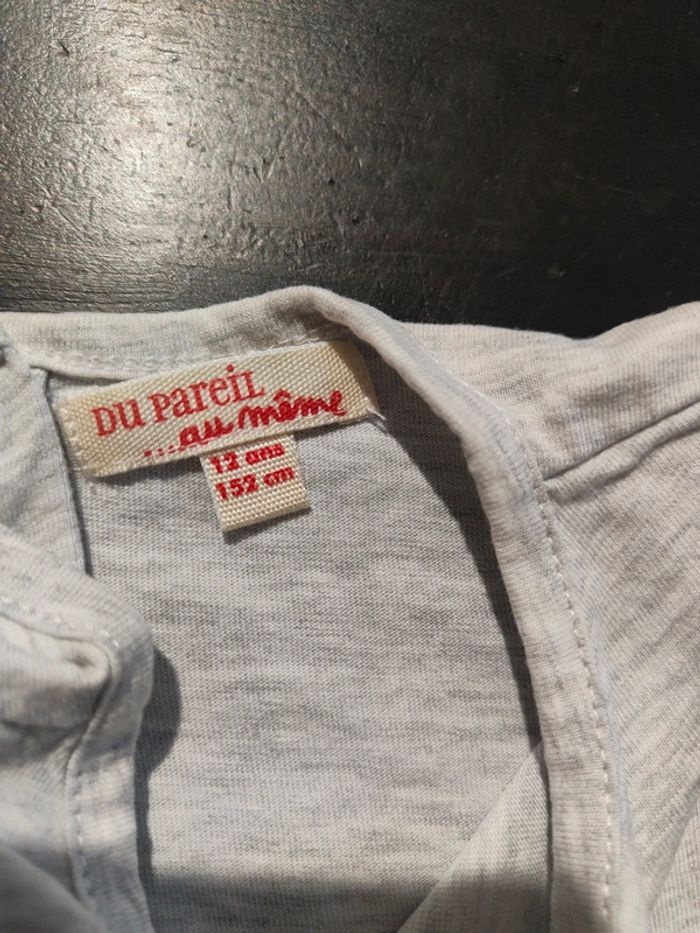 DU PAREIL
...au même
12 ans
152 cm